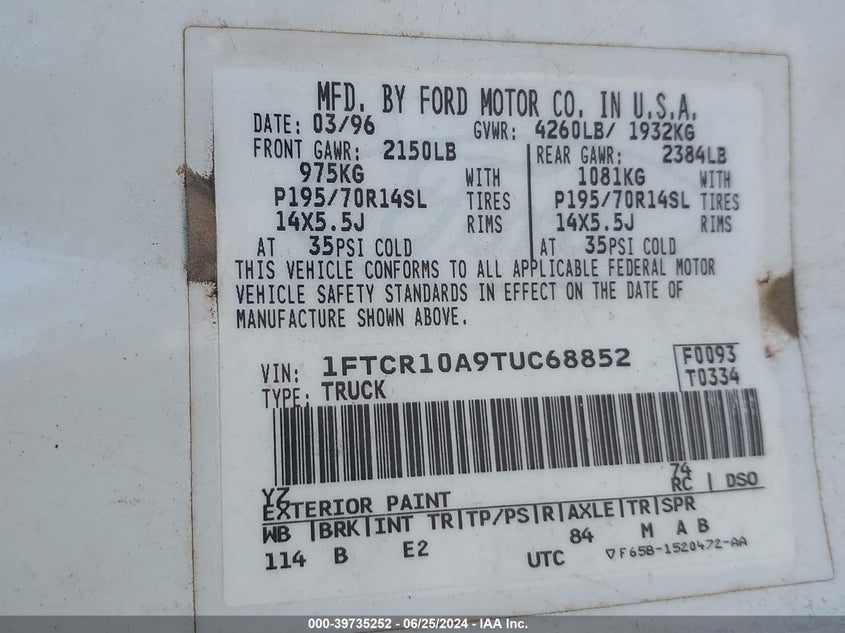 MFD. BY FORD MOTOR CO. IN U.S.A.
DATE: 03/96 GVWR: 4260LB/ 1932KG
FRONT GAWR: 2150LB REAR GAWR: 2384LB
975KG WITH 1081KG WITH
P195/70R14SL TIRES P195/70R14SL TIRES
14X5.5J RIMS 14X5.5J RIMS
AT 35PSI COLD AT 35PSI COLD
THIS VEHICLE CONFORMS TO ALL APPLICABLE FEDERAL MOTOR
VEHICLE SAFETY STANDARDS IN EFFECT ON THE DATE OF
MANUFACTURE SHOWN ABOVE.
VIN: 1FTCR10A9TUC68852 F0093
TYPE: TRUCK T0334
YZ 74
EXTERIOR PAINT RC | DSO
WB |BRK|INT TR|TP/PS|R|AXLE|TR|SPR
114 B E2 UTC 84 M A B
▽F65B-1520472-AA
000-39735252 - 06/25/2024 - IAA Inc.